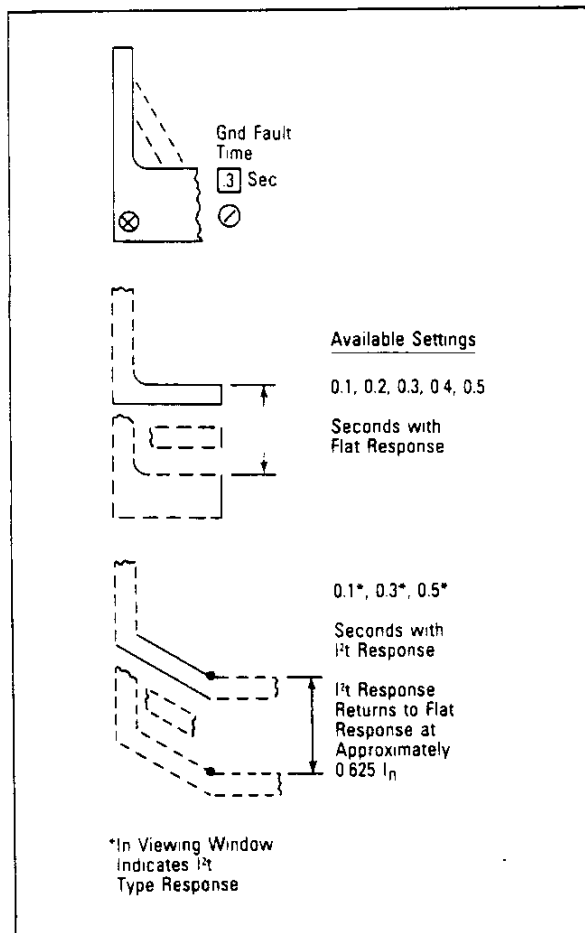 Gnd Fault
Time
.3 Sec
Available Settings
0.1, 0.2, 0.3, 0 4, 0.5
Seconds with
Flat Response
0.1*, 0.3*, 0.5*
Seconds with
I²t Response
I²t Response
Returns to Flat
Response at
Approximately
0 625 Iₙ
*In Viewing Window
Indicates I²t
Type Response